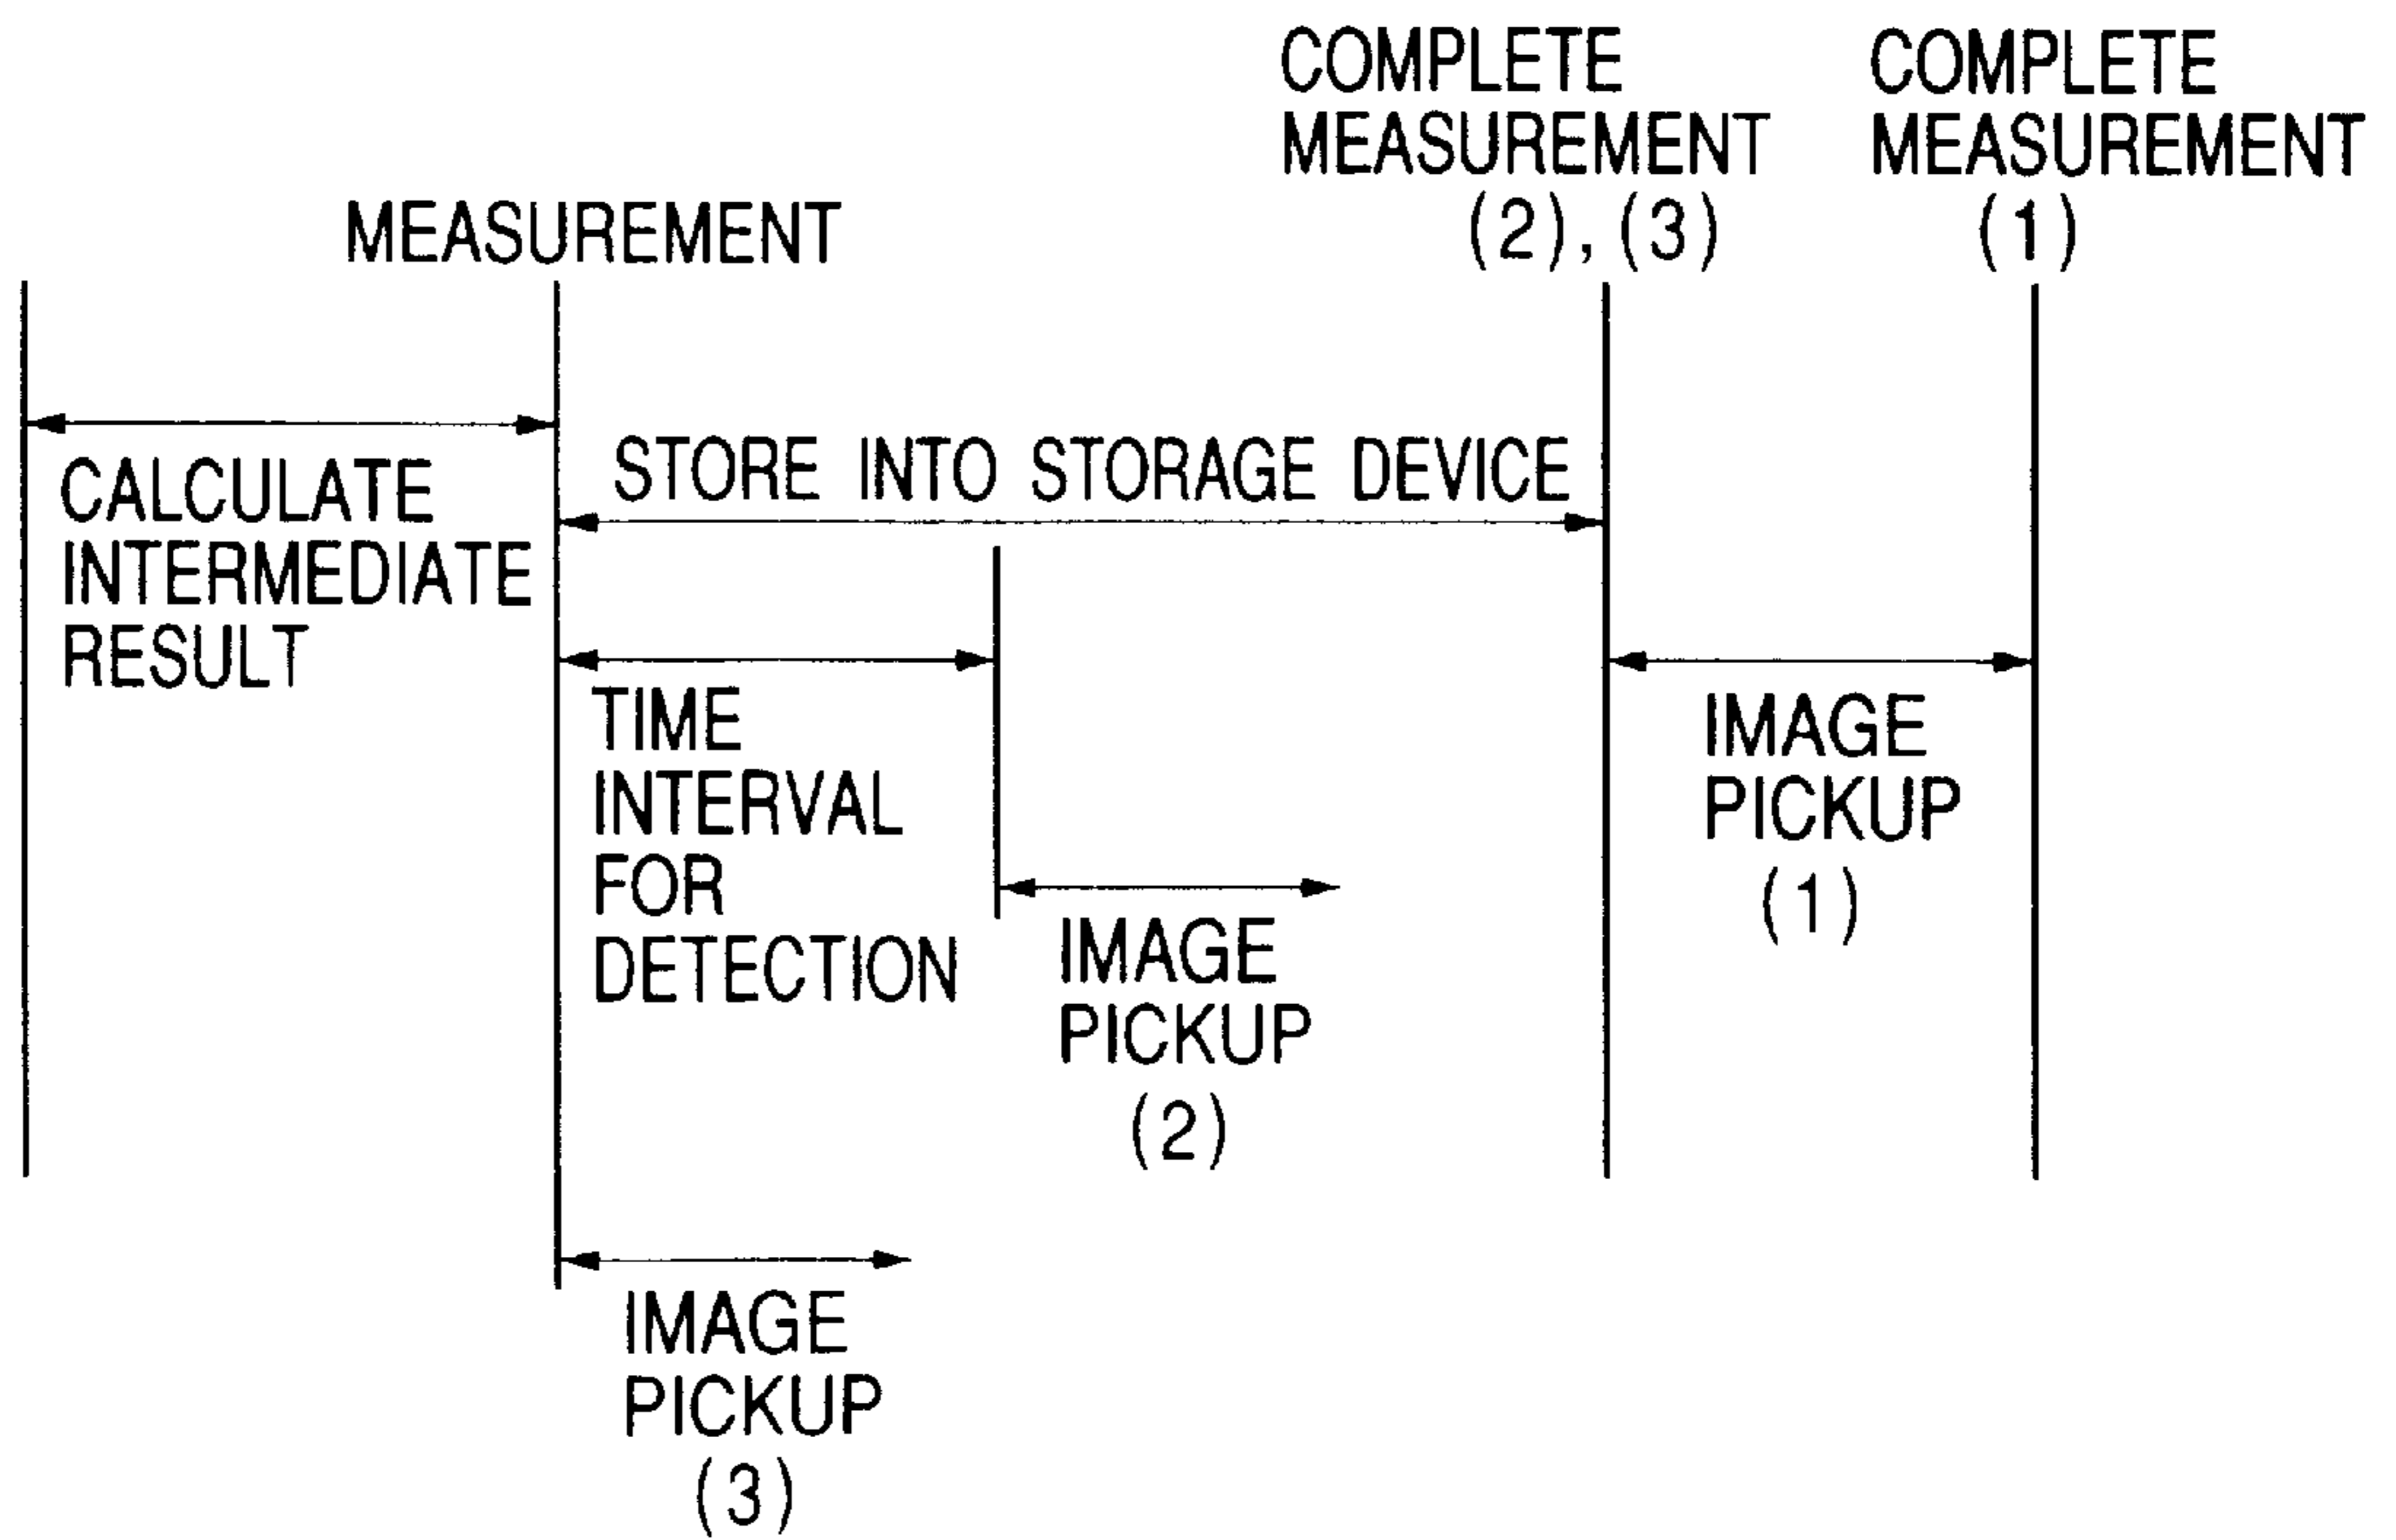 COMPLETE
MEASUREMENT
(2), (3)
COMPLETE
MEASUREMENT
(1)
MEASUREMENT
CALCULATE
INTERMEDIATE
RESULT
STORE INTO STORAGE DEVICE
TIME
INTERVAL
FOR
DETECTION
IMAGE
PICKUP
(2)
IMAGE
PICKUP
(1)
IMAGE
PICKUP
(3)